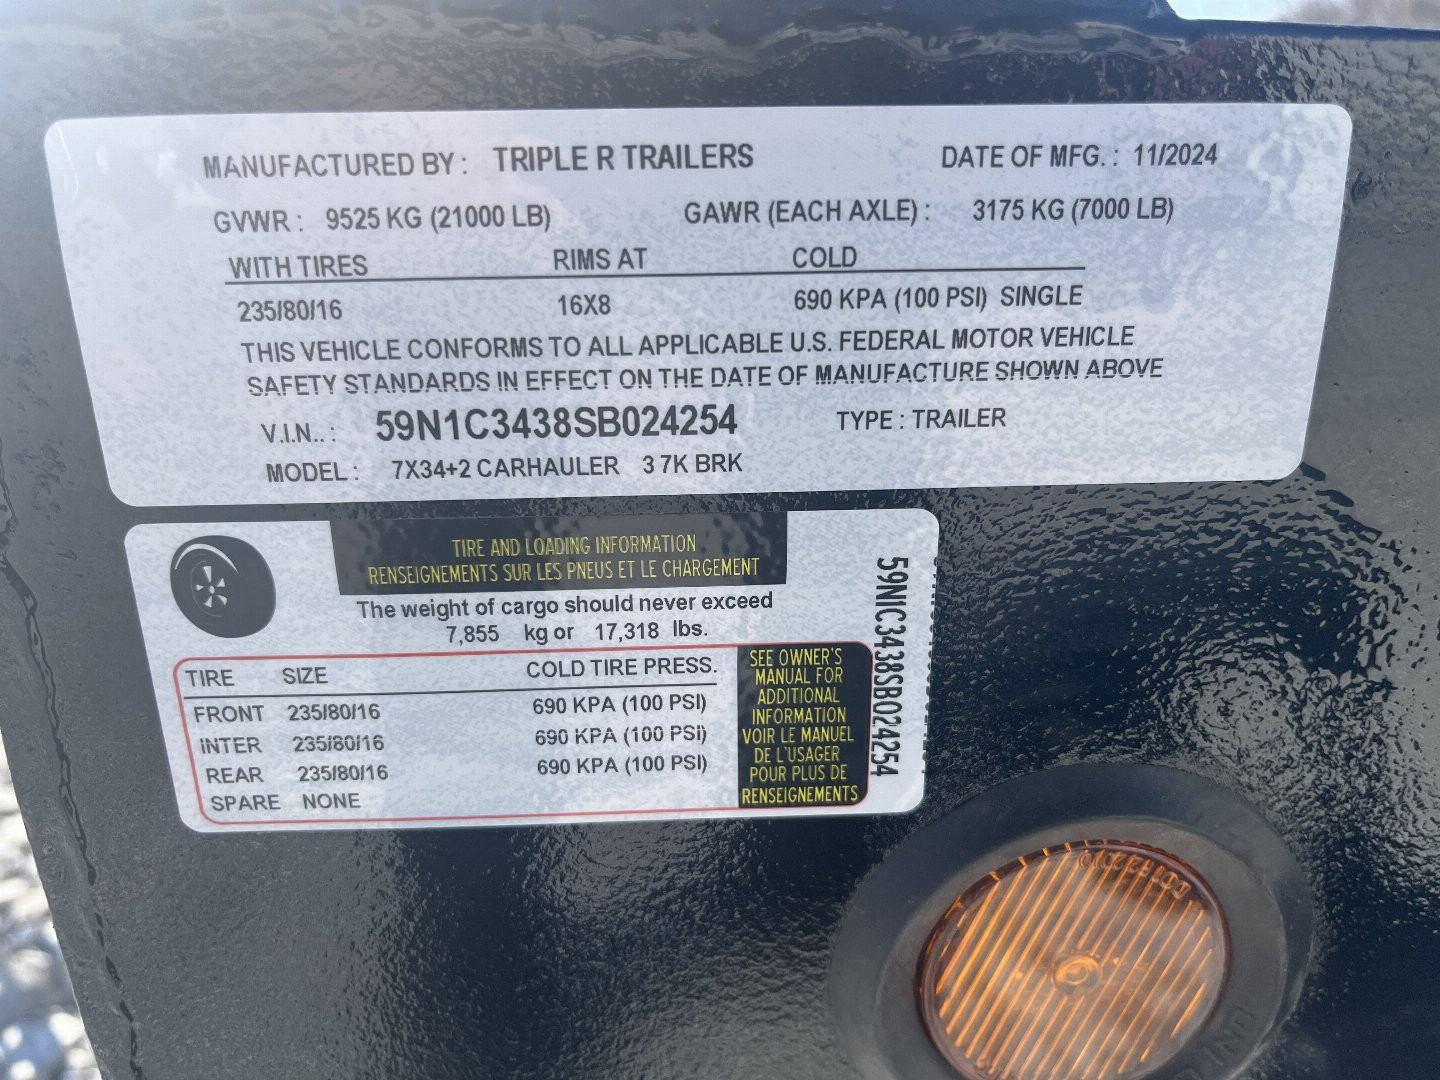 MANUFACTURED BY : TRIPLE R TRAILERS DATE OF MFG. : 11/2024
GVWR : 9525 KG (21000 LB) GAWR (EACH AXLE) : 3175 KG (7000 LB)
WITH TIRES RIMS AT COLD
235/80/16 16X8 690 KPA (100 PSI) SINGLE
THIS VEHICLE CONFORMS TO ALL APPLICABLE U.S. FEDERAL MOTOR VEHICLE
SAFETY STANDARDS IN EFFECT ON THE DATE OF MANUFACTURE SHOWN ABOVE
V.I.N.. : 59N1C3438SB024254 TYPE : TRAILER
MODEL : 7X34+2 CARHAULER 3 7K BRK
TIRE AND LOADING INFORMATION
RENSEIGNEMENTS SUR LES PNEUS ET LE CHARGEMENT
The weight of cargo should never exceed
7,855 kg or 17,318 lbs.
TIRE SIZE COLD TIRE PRESS.
FRONT 235/80/16 690 KPA (100 PSI)
INTER 235/80/16 690 KPA (100 PSI)
REAR 235/80/16 690 KPA (100 PSI)
SPARE NONE
SEE OWNER'S
MANUAL FOR
ADDITIONAL
INFORMATION
VOIR LE MANUEL
DE L'USAGER
POUR PLUS DE
RENSEIGNEMENTS
59NIC3438SB024254